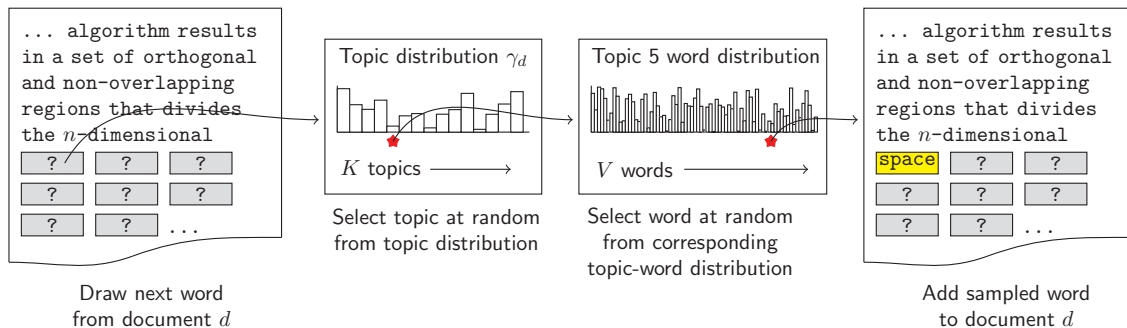 ... algorithm results
in a set of orthogonal
and non-overlapping
regions that divides
the n-dimensional
? ? ?
? ? ?
? ? ...
Draw next word
from document d
Topic distribution γd
K topics
Select topic at random
from topic distribution
Topic 5 word distribution
V words
Select word at random
from corresponding
topic-word distribution
... algorithm results
in a set of orthogonal
and non-overlapping
regions that divides
the n-dimensional
space ? ?
? ? ?
? ? ...
Add sampled word
to document d